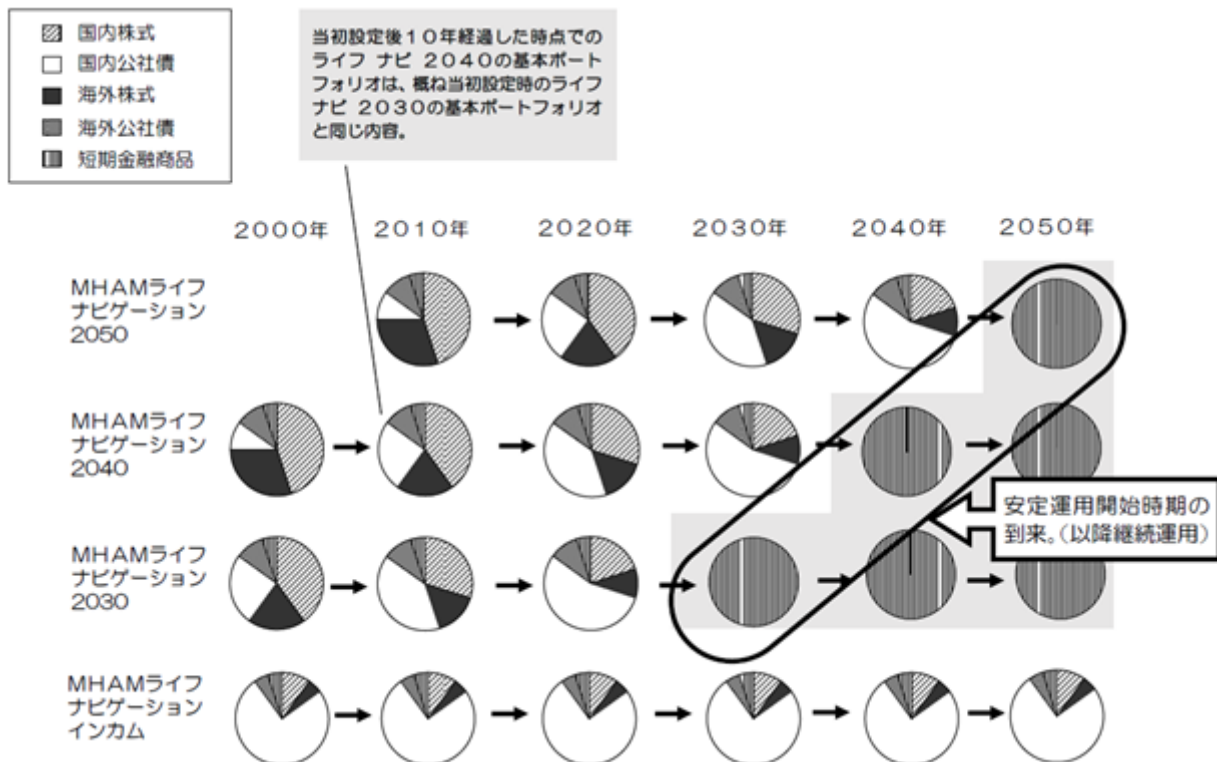 国内株式
国内公社債
海外株式
海外公社債
短期金融商品
当初設定後10年経過した時点での
ライフ ナビ 2040の基本ポート
フォリオは、概ね当初設定時のライフ
ナビ 2030の基本ポートフォリオ
と同じ内容。
2000年 2010年 2020年 2030年 2040年 2050年
MHAMライフ
ナビゲーション
2050
MHAMライフ
ナビゲーション
2040
安定運用開始時期の
到来。(以降継続運用)
MHAMライフ
ナビゲーション
2030
MHAMライフ
ナビゲーション
インカム